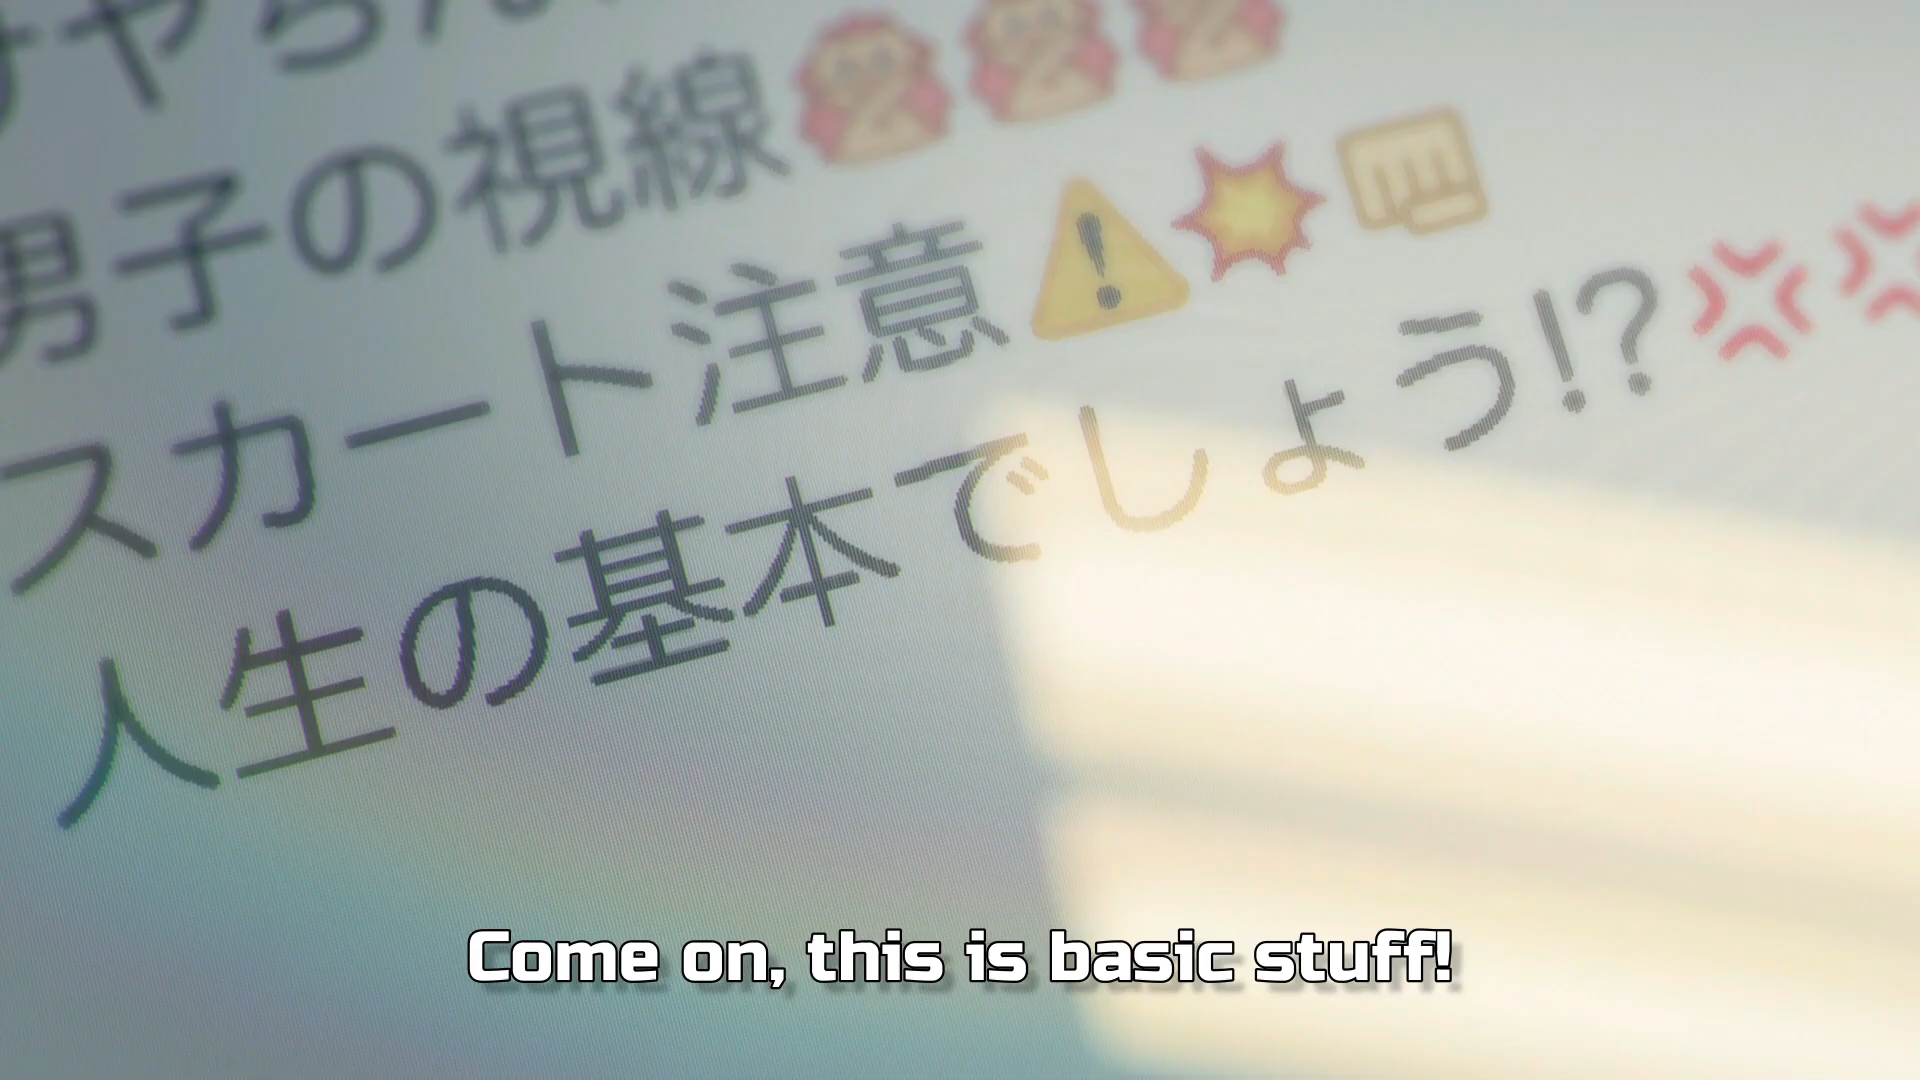 男子の視線🙈🙈🙈
スカート注意⚠️💥👊
人生の基本でしょう!?💢💢
Come on, this is basic stuff!